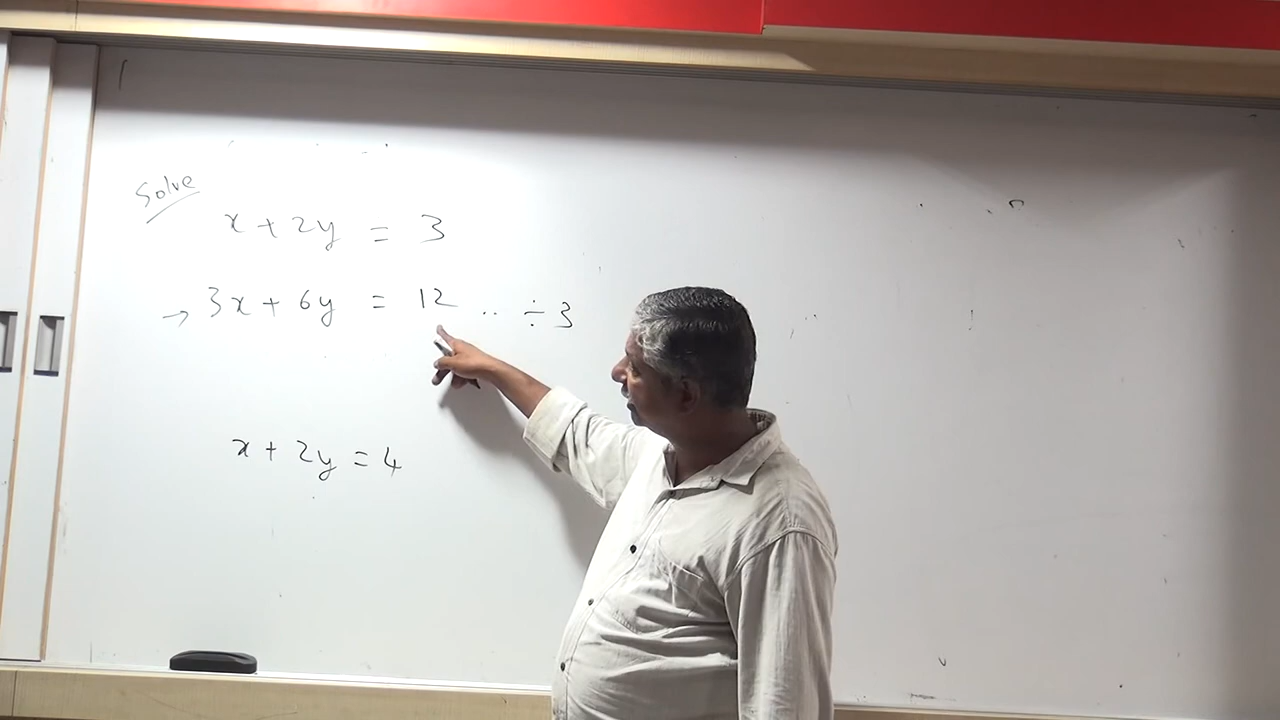 Solve
x + 2y = 3
→ 3x + 6y = 12 .. ÷3
x + 2y = 4